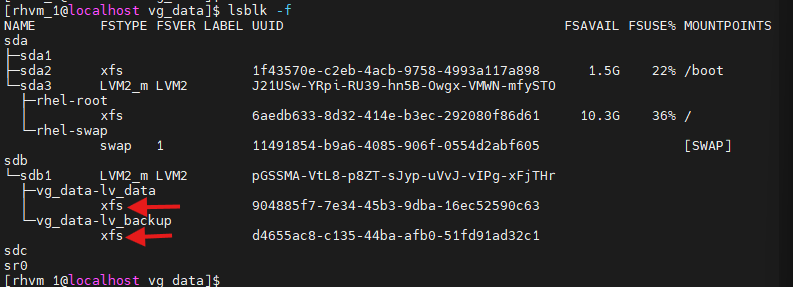 [rhvm_1@localhost vg_data]$ lsblk -f
NAME        FSTYPE FSVER LABEL UUID                                   FSAVAIL FSUSE% MOUNTPOINTS
sda
├─sda1
├─sda2      xfs                1f43570e-c2eb-4acb-9758-4993a117a898      1.5G    22% /boot
└─sda3      LVM2_m LVM2        J21USw-YRpi-RU39-hn5B-Owgx-VMWN-mfySTO
  ├─rhel-root
  │         xfs                6aedb633-8d32-414e-b3ec-292080f86d61     10.3G    36% /
  └─rhel-swap
            swap   1           11491854-b9a6-4085-906f-0554d2abf605                  [SWAP]
sdb
└─sdb1      LVM2_m LVM2        pGSSMA-VtL8-p8ZT-sJyp-uVvJ-vIPg-xFjTHr
  ├─vg_data-lv_data
  │         xfs                904885f7-7e34-45b3-9dba-16ec52590c63
  └─vg_data-lv_backup
            xfs                d4655ac8-c135-44ba-afb0-51fd91ad32c1
sdc
sr0
[rhvm_1@localhost vg_data]$